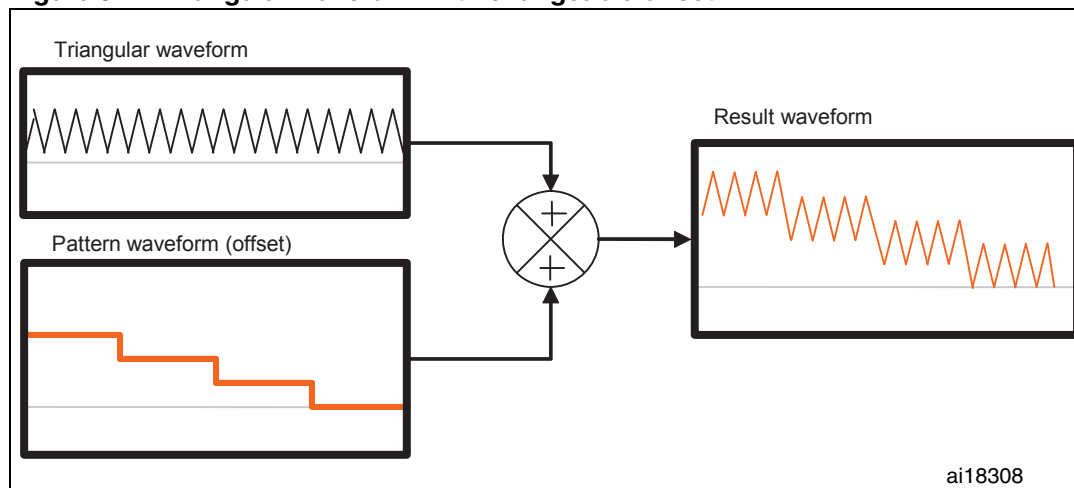 Triangular waveform
Result waveform
+
+
Pattern waveform (offset)
ai18308